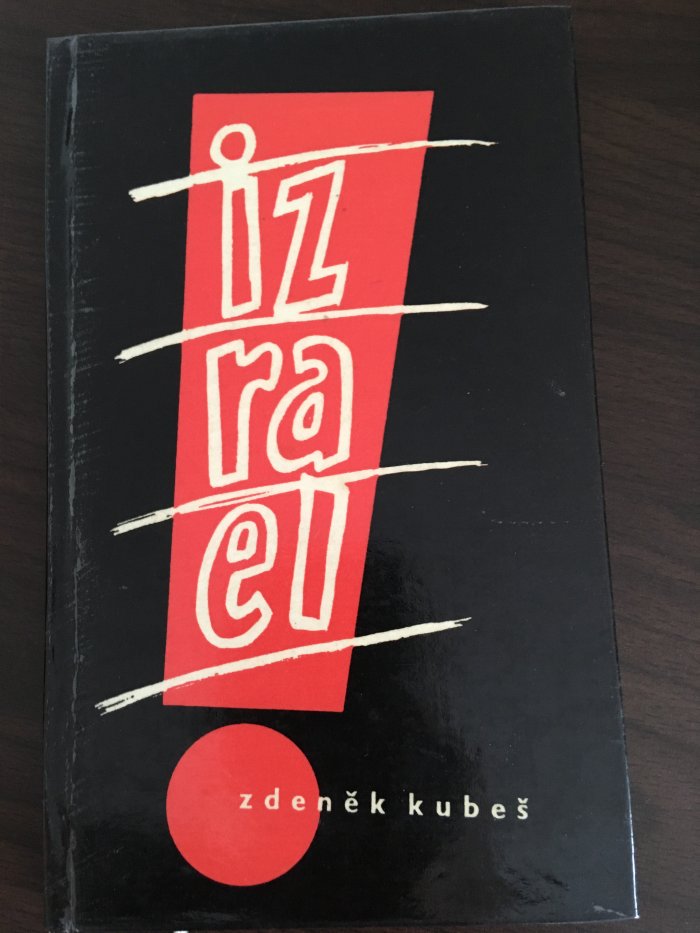 iz
ra
el
zdeněk kubeš